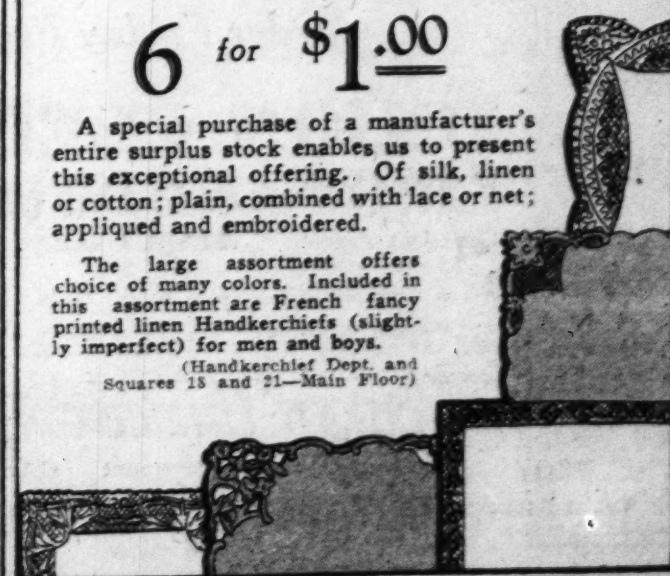 6 for $1.00
A special purchase of a manufacturer's
entire surplus stock enables us to present
this exceptional offering. Of silk, linen
or cotton; plain, combined with lace or net;
appliqued and embroidered.
The large assortment offers
choice of many colors. Included in
this assortment are French fancy
printed linen Handkerchiefs (slight-
ly imperfect) for men and boys.
(Handkerchief Dept. and
Squares 18 and 21—Main Floor)